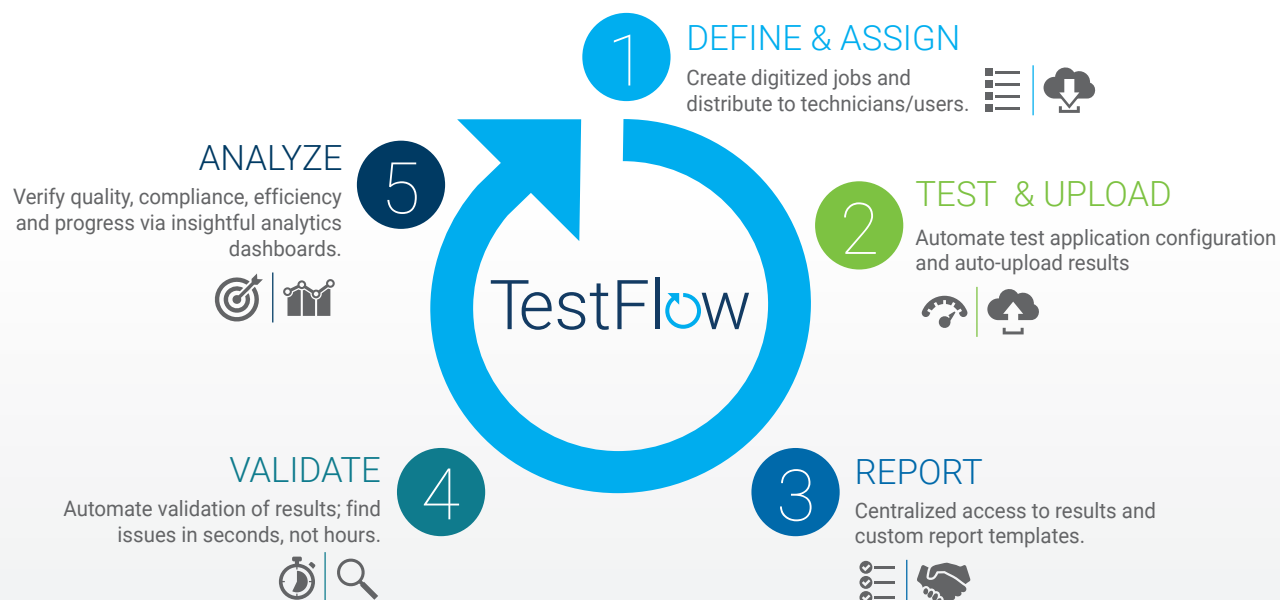 1
DEFINE & ASSIGN
Create digitized jobs and
distribute to technicians/users.
2
TEST & UPLOAD
Automate test application configuration
and auto-upload results
3
REPORT
Centralized access to results and
custom report templates.
4
VALIDATE
Automate validation of results; find
issues in seconds, not hours.
5
ANALYZE
Verify quality, compliance, efficiency
and progress via insightful analytics
dashboards.
TestFlow